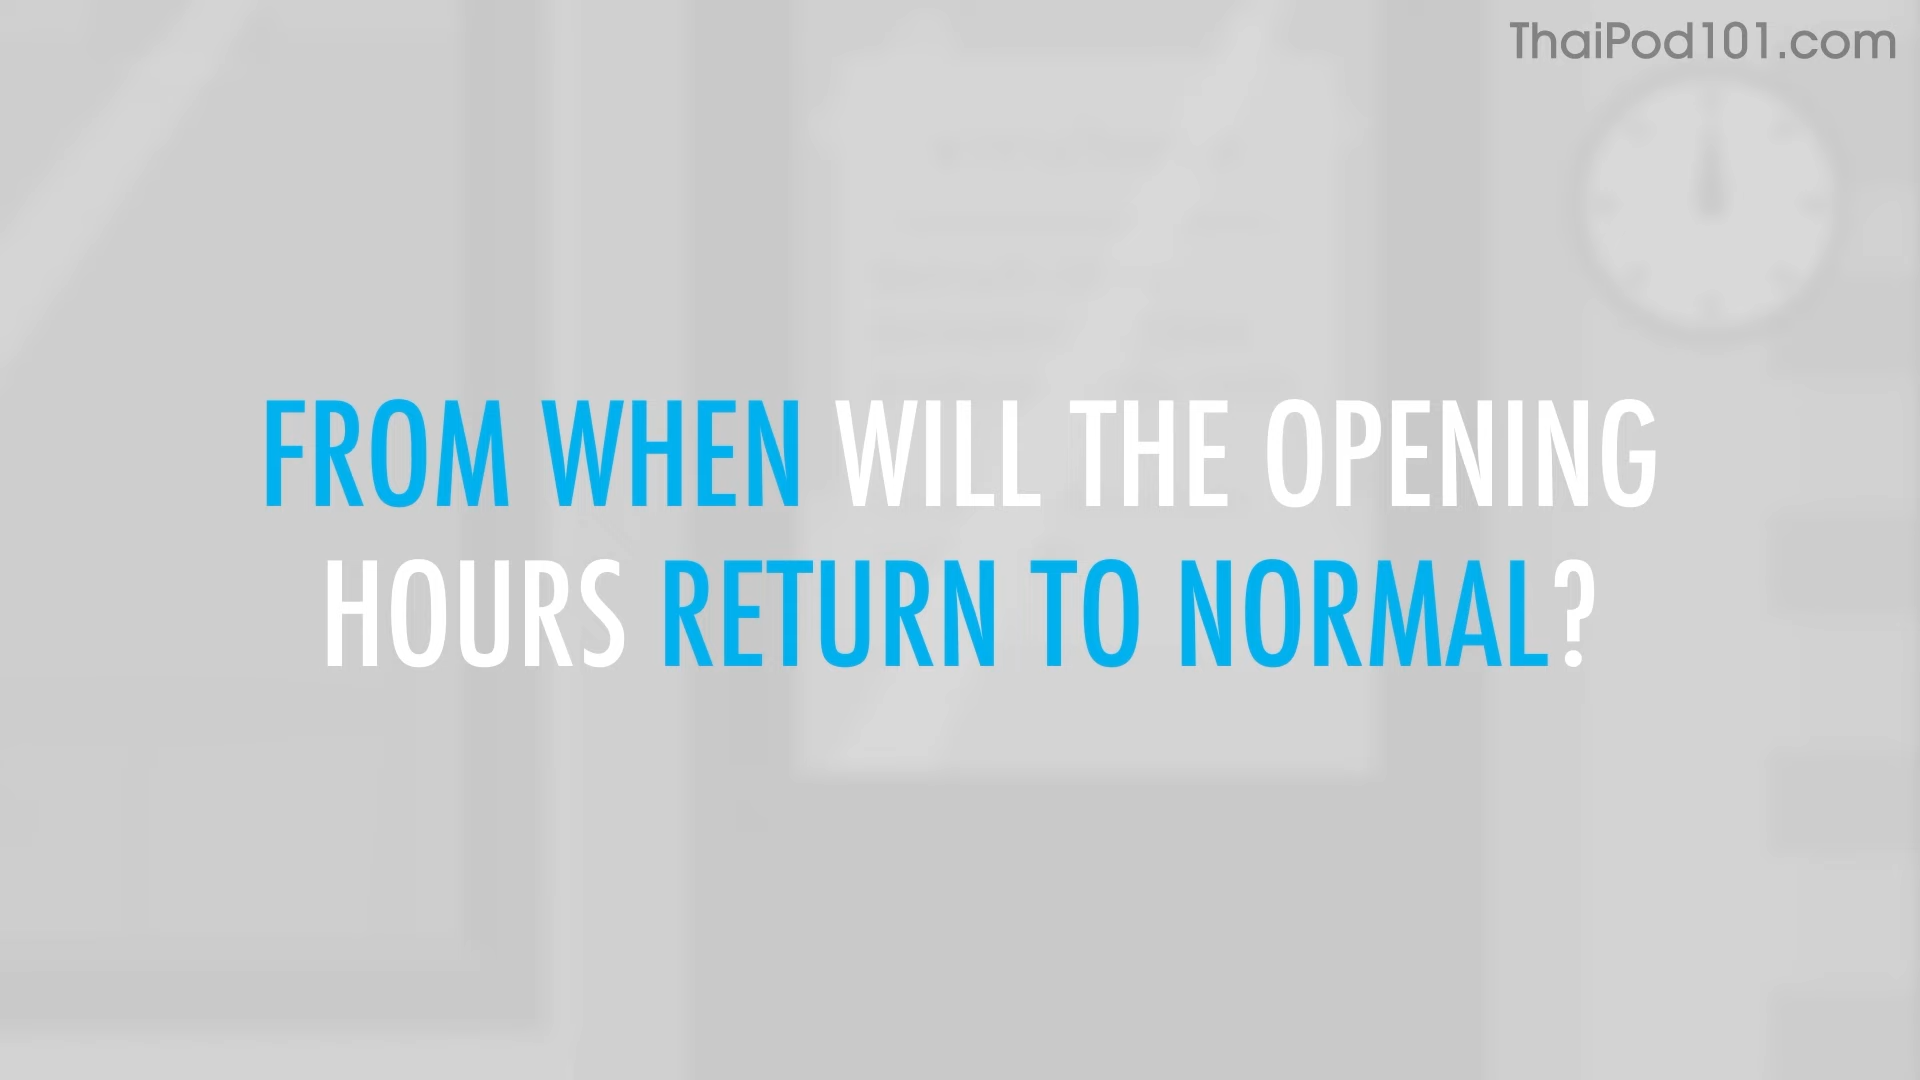 ThaiPod101.com
FROM WHEN WILL THE OPENING
HOURS RETURN TO NORMAL?